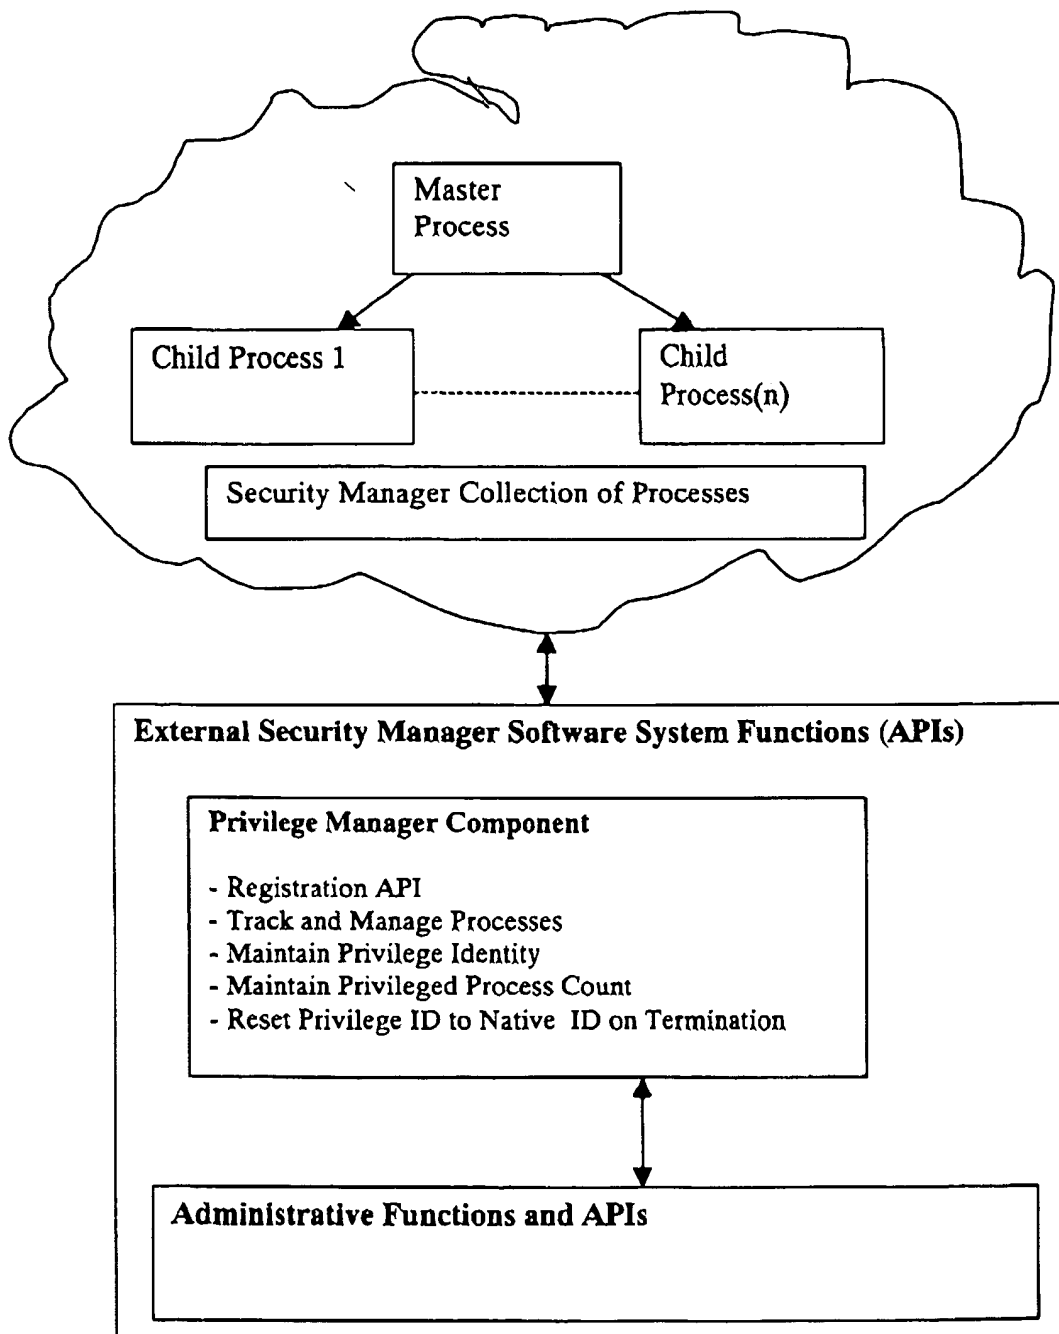 Master
Process
Child Process 1
Child
Process(n)
Security Manager Collection of Processes
External Security Manager Software System Functions (APIs)
Privilege Manager Component
- Registration API
- Track and Manage Processes
- Maintain Privilege Identity
- Maintain Privileged Process Count
- Reset Privilege ID to Native ID on Termination
Administrative Functions and APIs